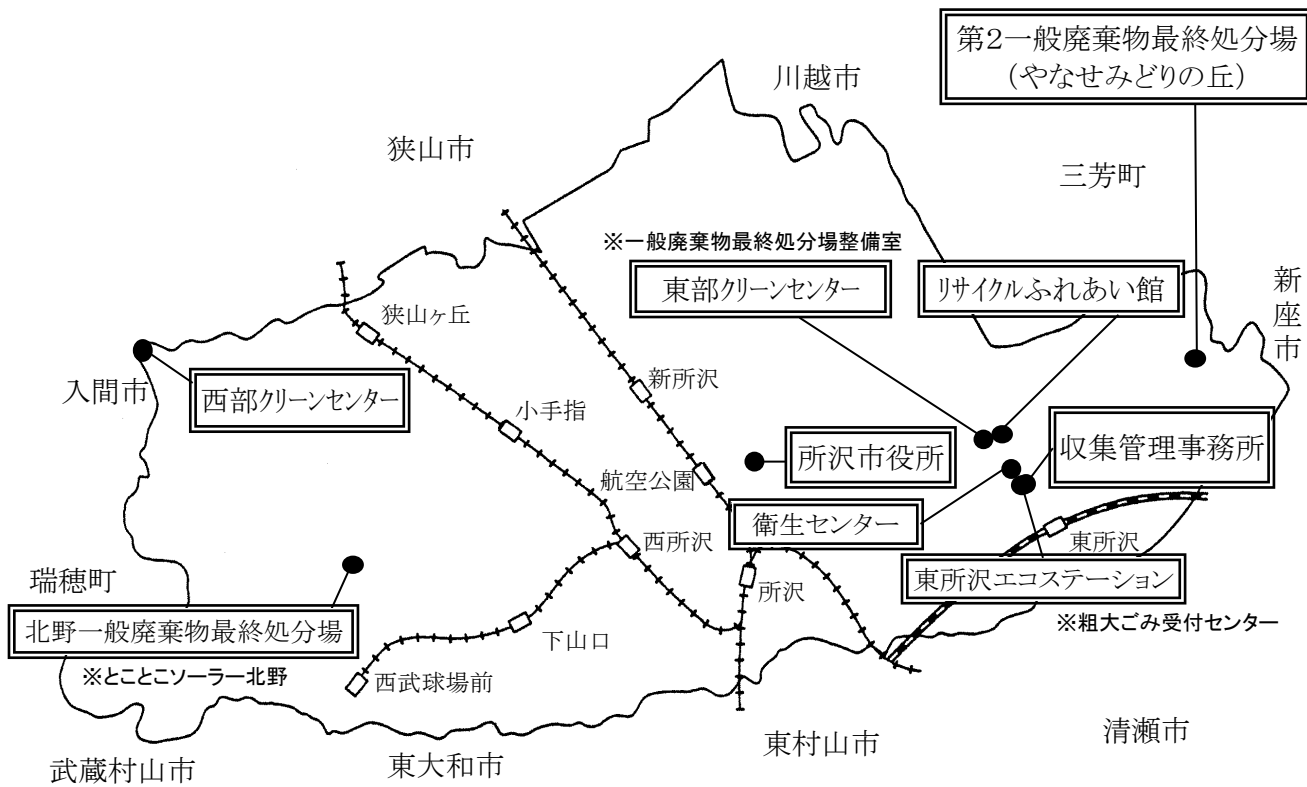 第2一般廃棄物最終処分場
(やなせみどりの丘)
川越市
狭山市
三芳町
※一般廃棄物最終処分場整備室
東部クリーンセンター
リサイクルふれあい館
新座市
狭山ヶ丘
入間市
西部クリーンセンター
新所沢
小手指
所沢市役所
収集管理事務所
航空公園
衛生センター
西所沢
東所沢
瑞穂町
所沢
東所沢エコステーション
北野一般廃棄物最終処分場
下山口
※粗大ごみ受付センター
※とことこソーラー北野
西武球場前
清瀬市
東村山市
武蔵村山市
東大和市